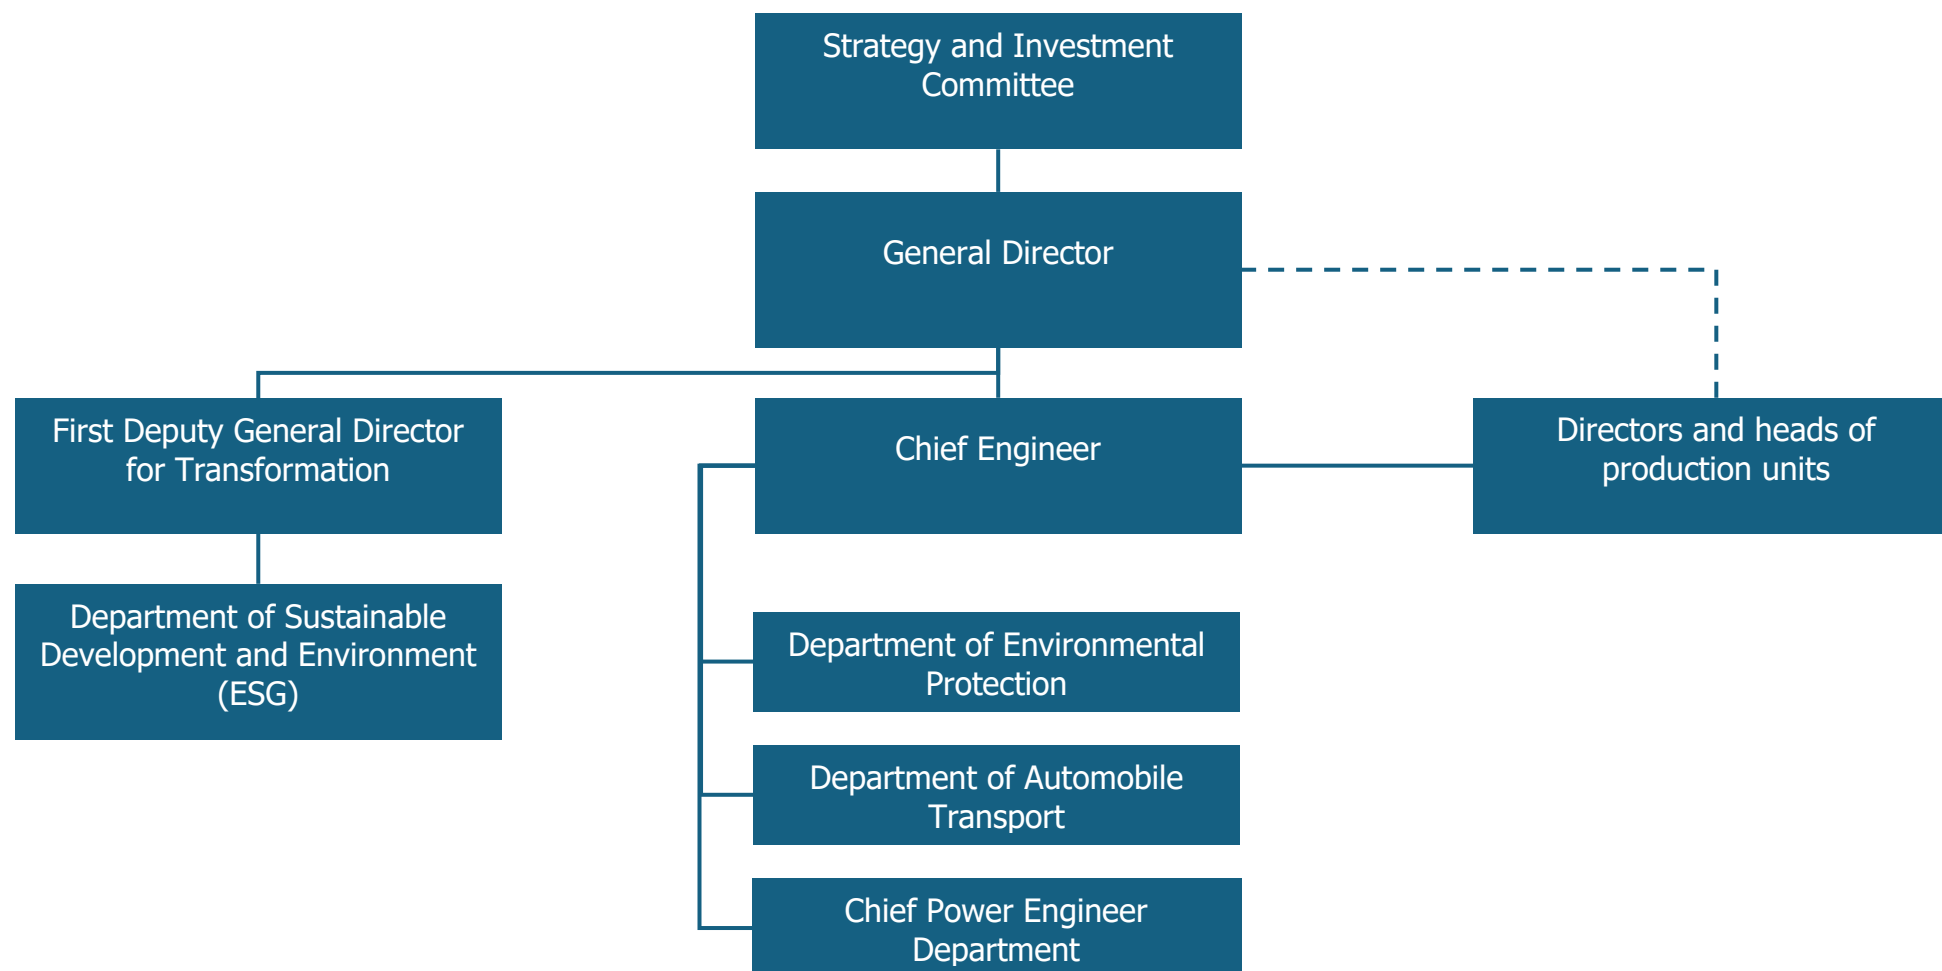 Strategy and Investment
Committee
General Director
First Deputy General Director
for Transformation
Chief Engineer
Directors and heads of
production units
Department of Sustainable
Development and Environment
(ESG)
Department of Environmental
Protection
Department of Automobile
Transport
Chief Power Engineer
Department